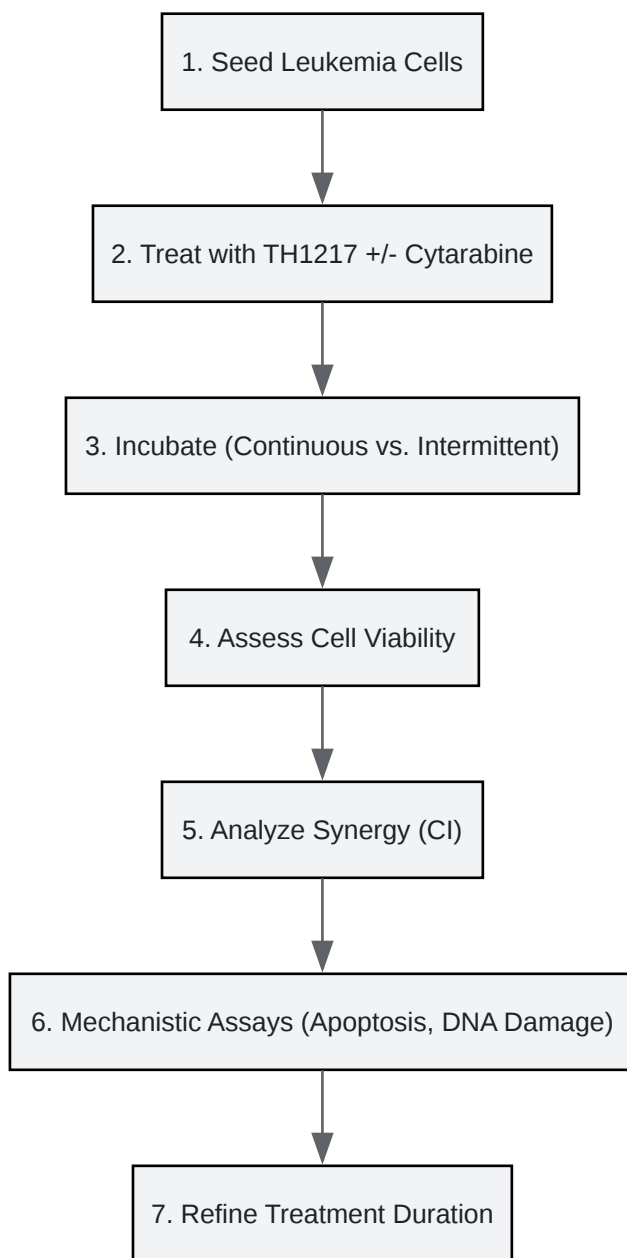 1. Seed Leukemia Cells
2. Treat with TH1217 +/- Cytarabine
3. Incubate (Continuous vs. Intermittent)
4. Assess Cell Viability
5. Analyze Synergy (CI)
6. Mechanistic Assays (Apoptosis, DNA Damage)
7. Refine Treatment Duration